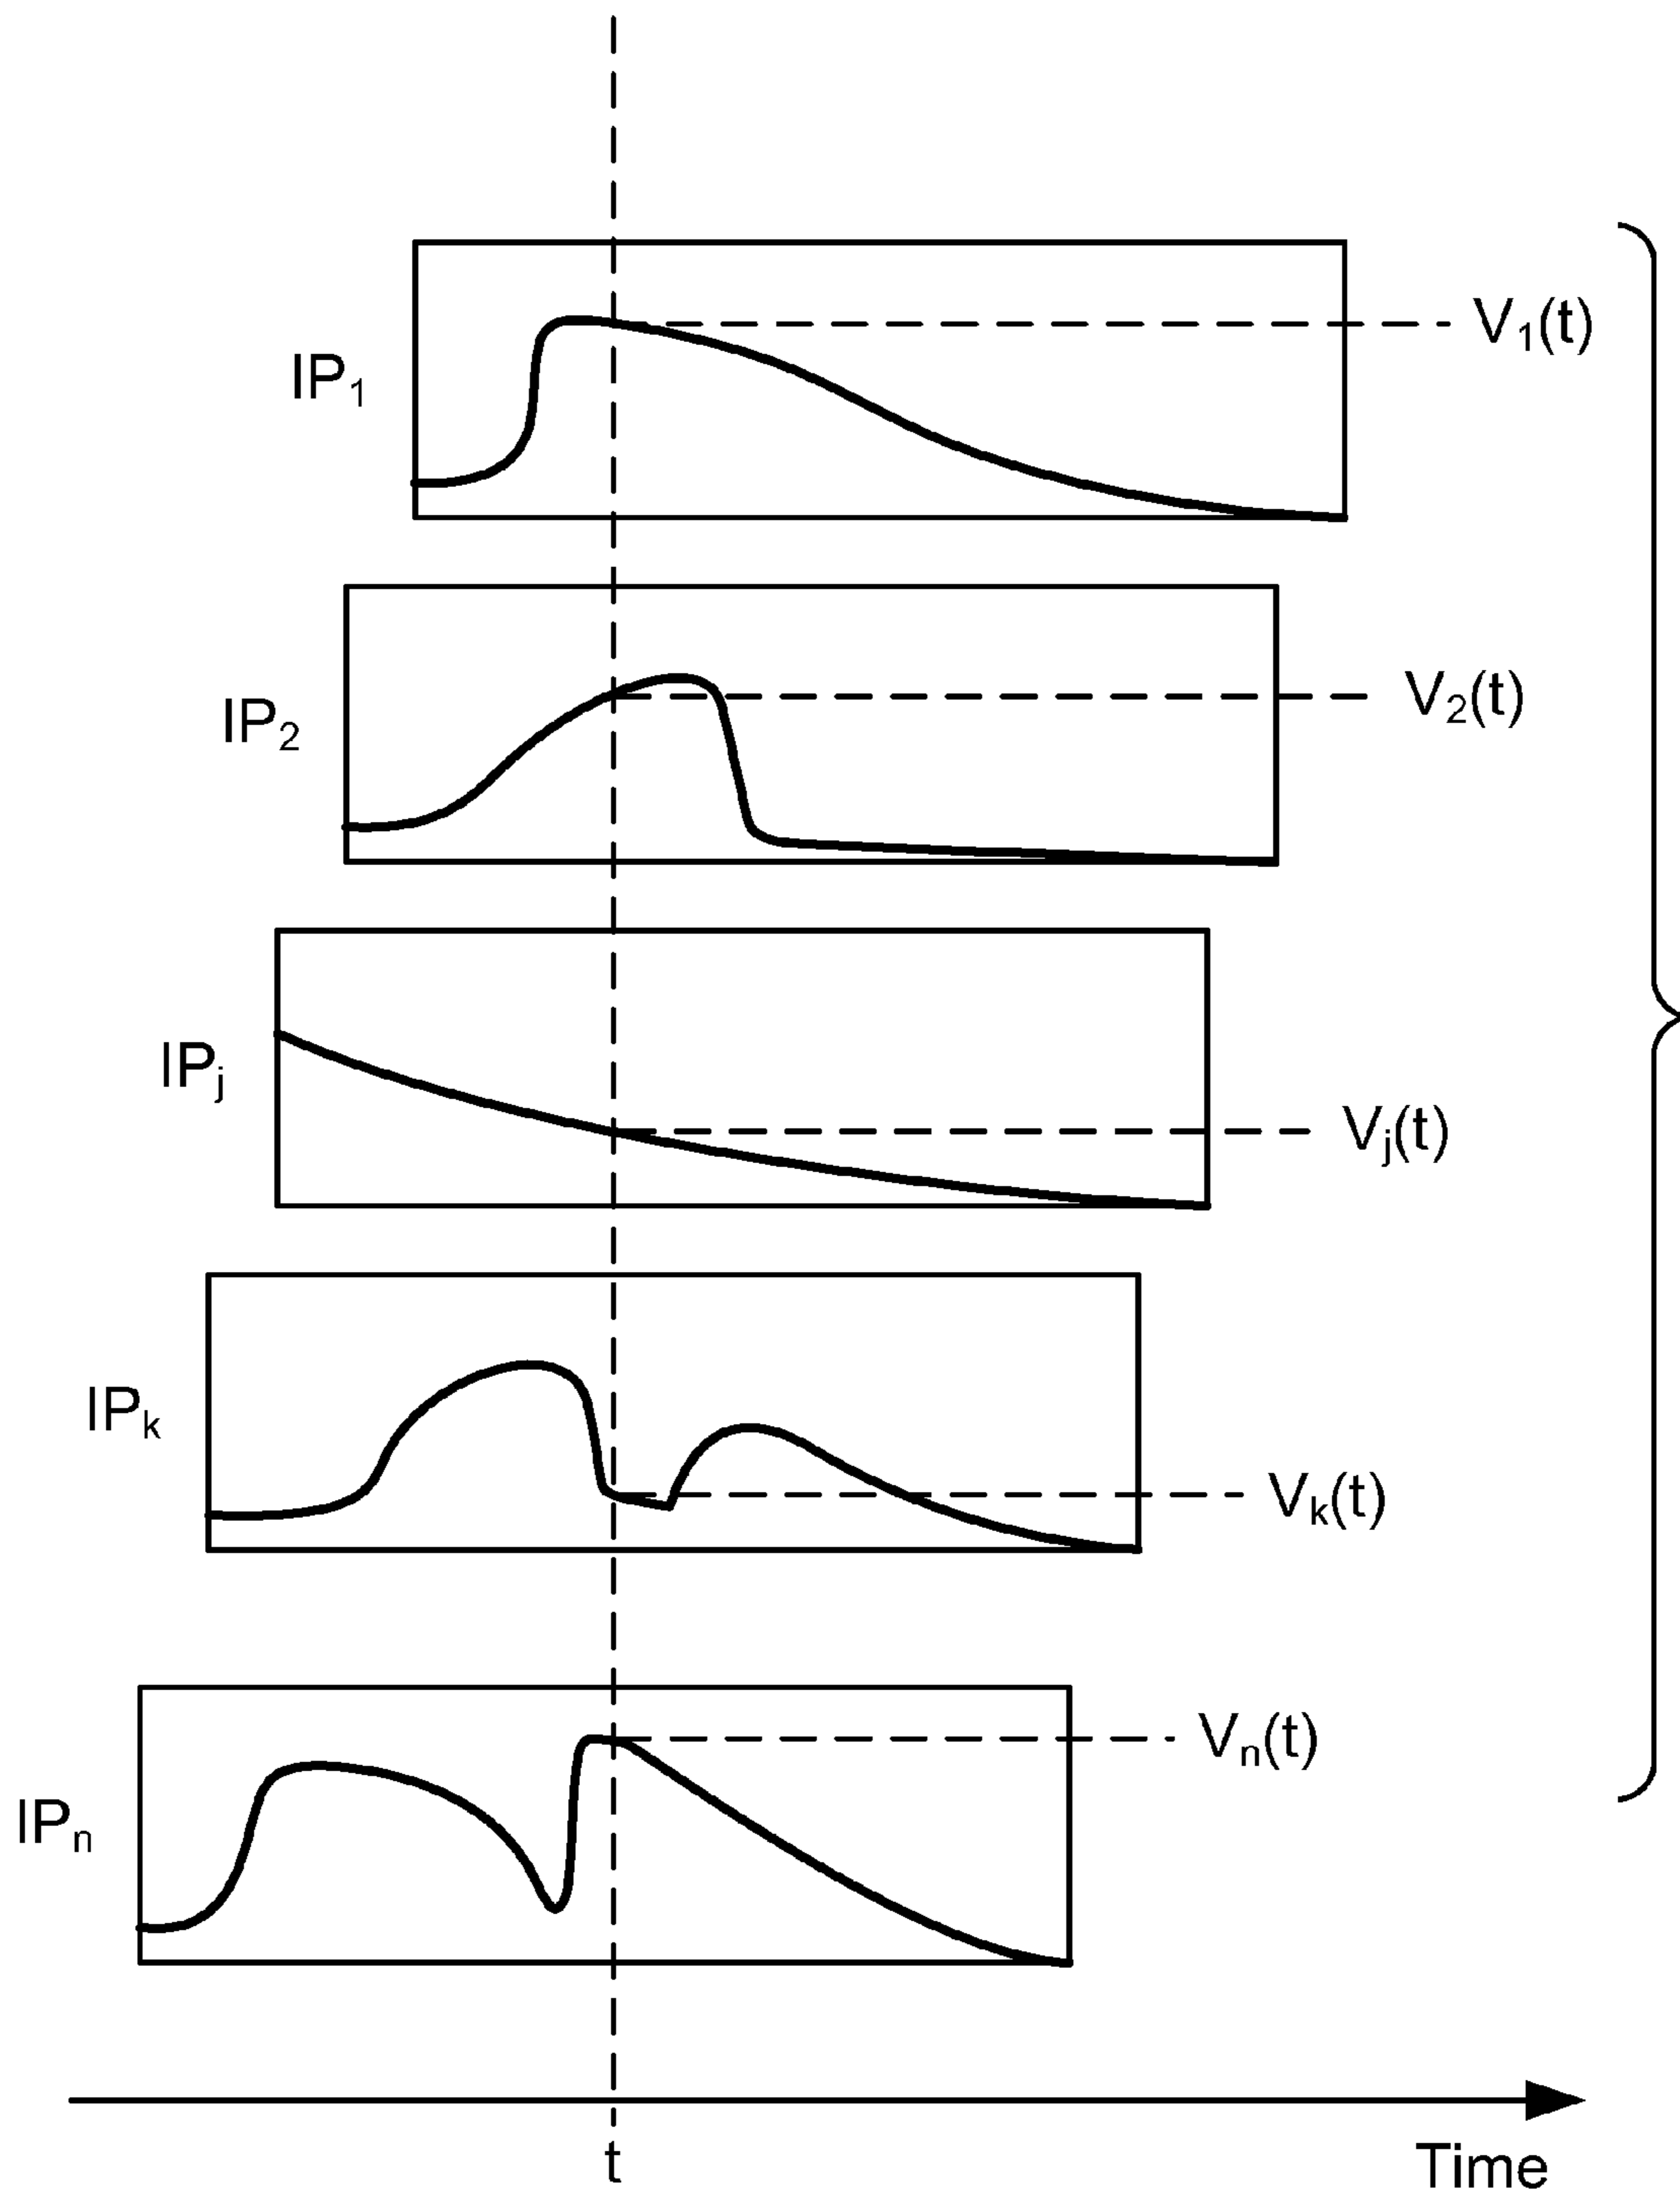 IP₁
V₁(t)
IP₂
V₂(t)
IPⱼ
Vⱼ(t)
IPₖ
Vₖ(t)
IPₙ
Vₙ(t)
t
Time